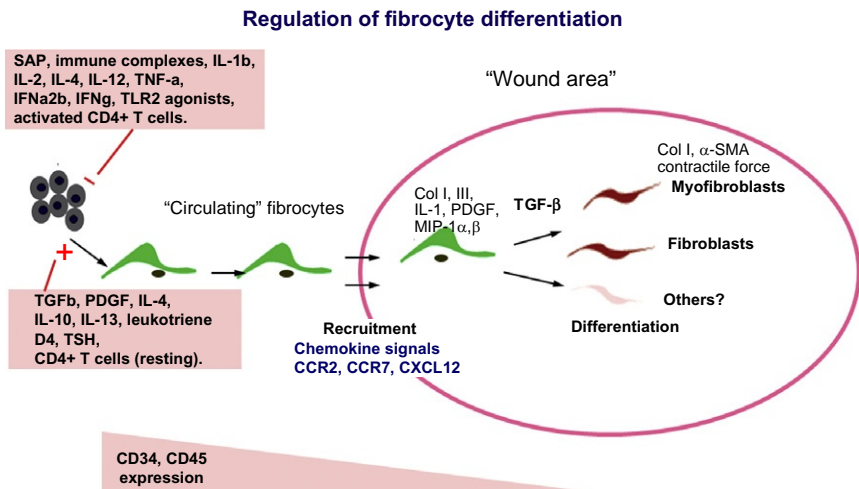 Regulation of fibrocyte differentiation
SAP, immune complexes, IL-1b,
IL-2, IL-4, IL-12, TNF-a,
IFNa2b, IFNg, TLR2 agonists,
activated CD4+ T cells.
“Wound area”
Col I, α-SMA
contractile force
Myofibroblasts
Col I, III,
IL-1, PDGF,
MIP-1α,β
TGF-β
“Circulating” fibrocytes
Fibroblasts
+
TGFb, PDGF, IL-4,
IL-10, IL-13, leukotriene
D4, TSH,
CD4+ T cells (resting).
Others?
Recruitment
Chemokine signals
CCR2, CCR7, CXCL12
Differentiation
CD34, CD45
expression